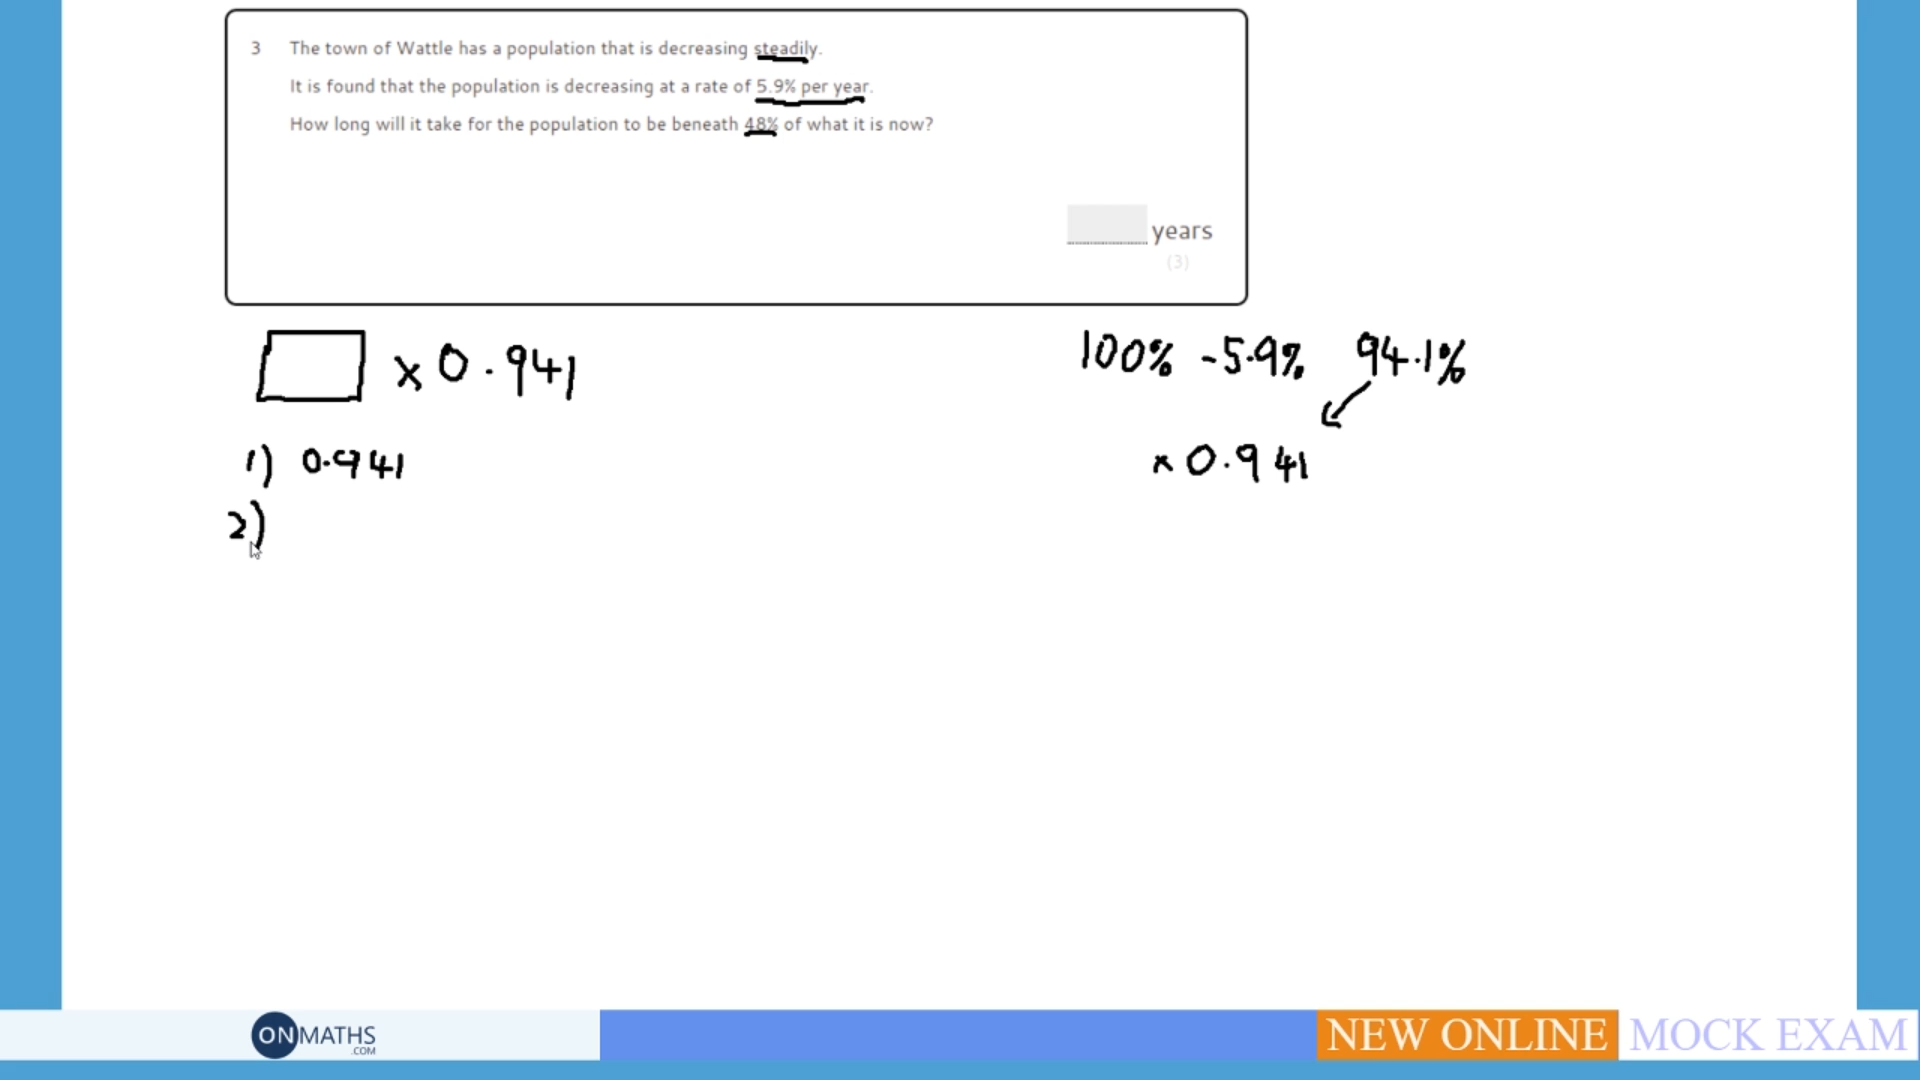 3 The town of Wattle has a population that is decreasing steadily.
It is found that the population is decreasing at a rate of 5.9% per year.
How long will it take for the population to be beneath 48% of what it is now?
years
(3)
× 0.941
100% -5.9% 94.1%
1) 0.941
× 0.941
2)
ONMATHS
.COM
NEW ONLINE MOCK EXAM